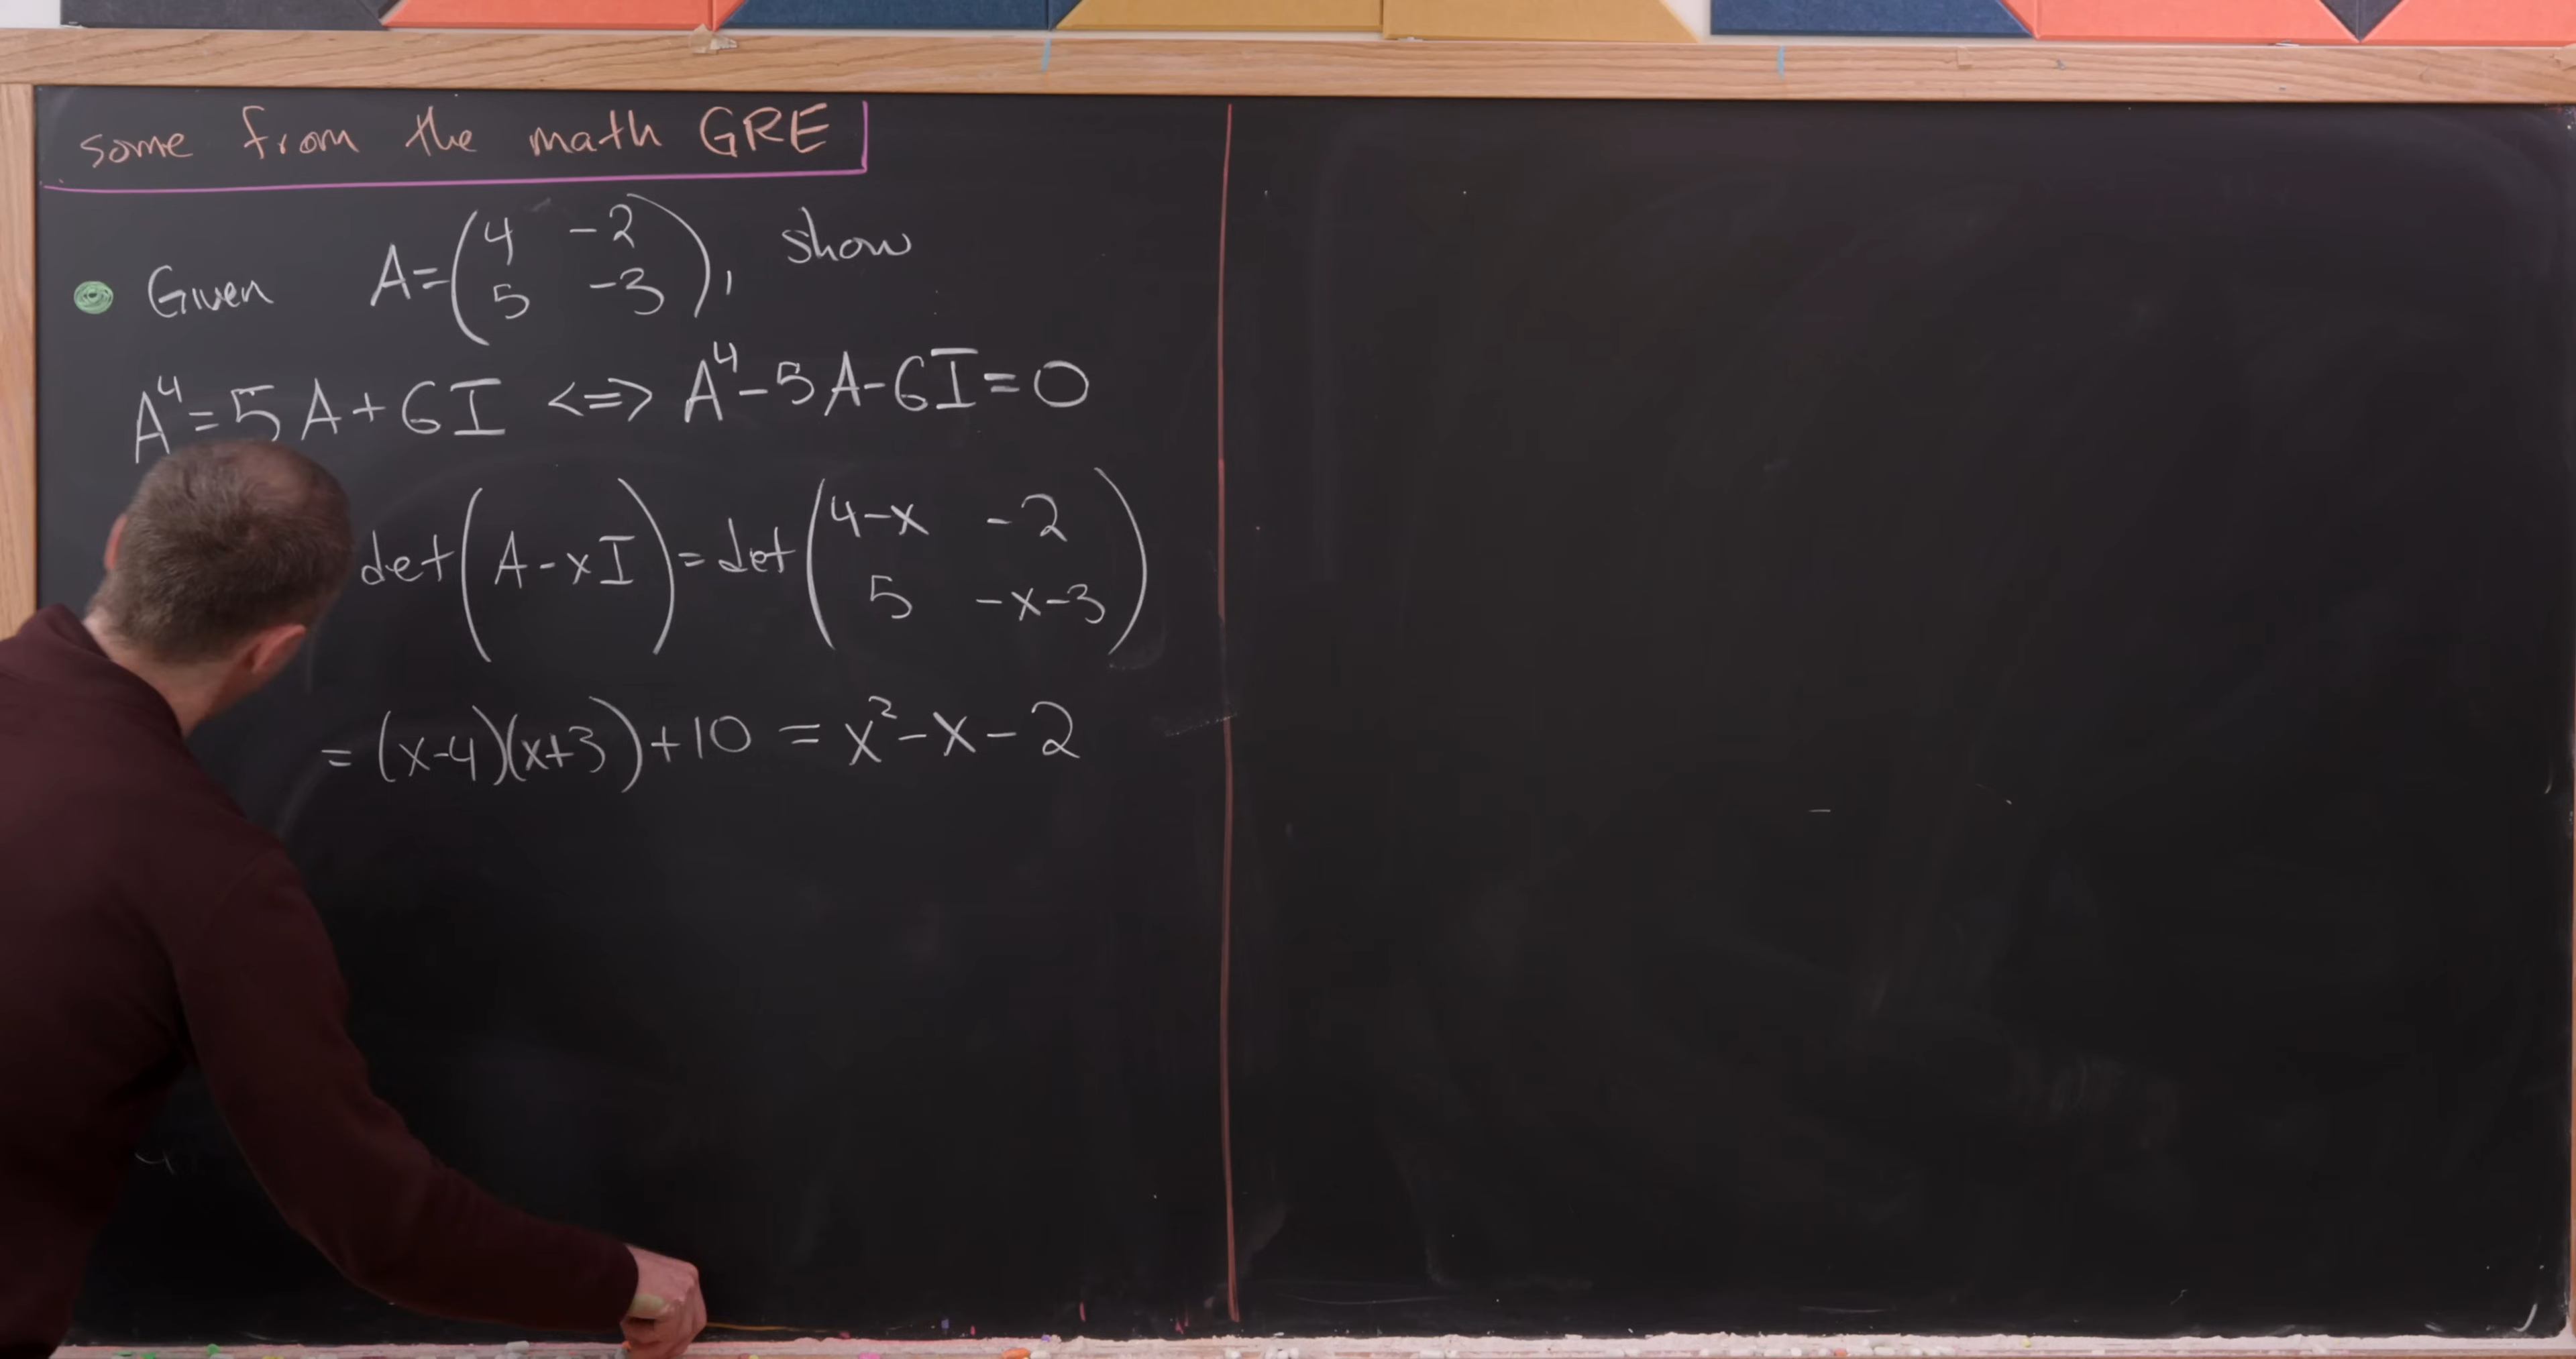 some from the math GRE
Given A=(4 -2
5 -3), show
A⁴=5A+6I <=> A⁴-5A-6I=0
det(A-xI)=det(4-x -2
5 -x-3)
=(x-4)(x+3)+10 = x²-x-2